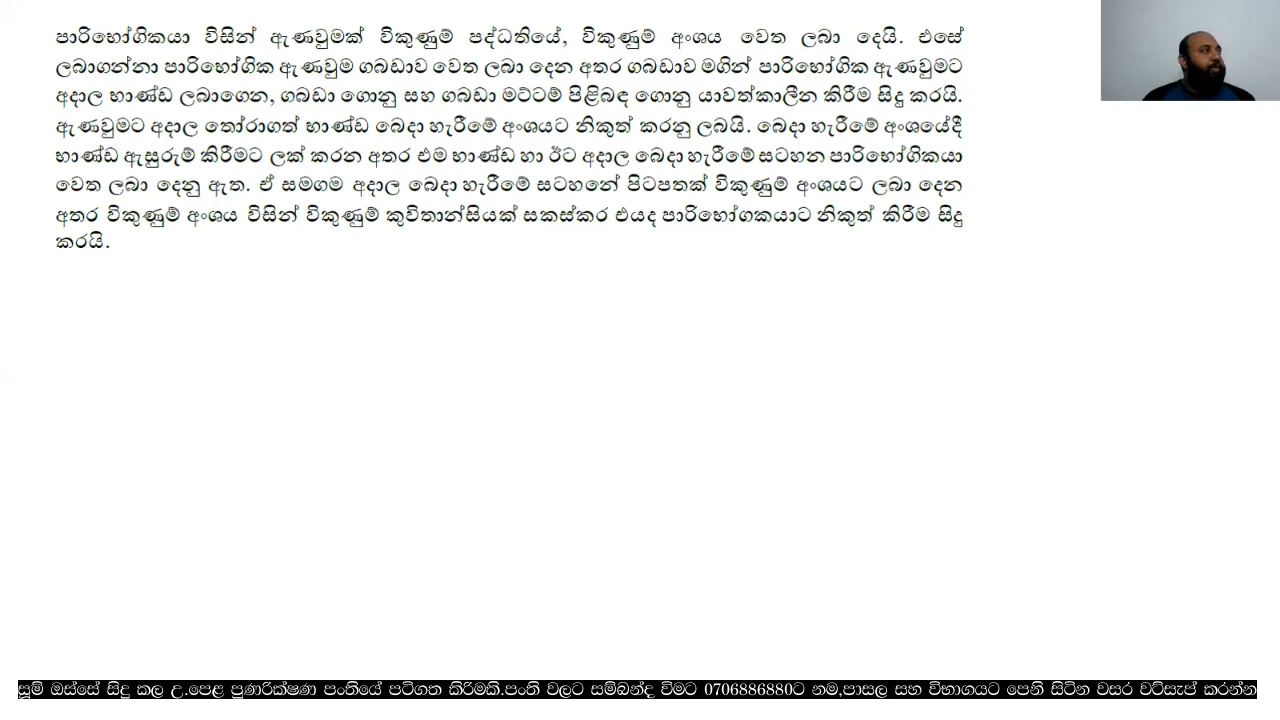 පාරිභෝගිකයා විසින් ඇණවුමක් විකුණුම් පද්ධතියේ, විකුණුම් අංශය වෙත ලබා දෙයි. එසේ
ලබාගන්නා පාරිභෝගික ඇණවුම ගබඩාව වෙත ලබා දෙන අතර ගබඩාව මගින් පාරිභෝගික ඇණවුමට
අදාල භාණ්ඩ ලබාගෙන, ගබඩා ගොනු සහ ගබඩා මට්ටම් පිළිබඳ ගොනු යාවත්කාලීන කිරීම සිදු කරයි.
ඇණවුමට අදාල තෝරාගත් භාණ්ඩ බෙදා හැරීමේ අංශයට නිකුත් කරනු ලබයි. බෙදා හැරීමේ අංශයේදී
භාණ්ඩ ඇසුරුම් කිරීමට ලක් කරන අතර එම භාණ්ඩ හා ඊට අදාල බෙදා හැරීමේ සටහන පාරිභෝගිකයා
වෙත ලබා දෙනු ඇත. ඒ සමගම අදාල බෙදා හැරීමේ සටහනේ පිටපතක් විකුණුම් අංශයට ලබා දෙන
අතර විකුණුම් අංශය විසින් විකුණුම් කුවිතාන්සියක් සකස්කර එයද පාරිභෝගකයාට නිකුත් කිරීම සිදු
කරයි.
සූම් ඔස්සේ සිදු කල උ.පෙළ පුණරික්ෂණ පංතියේ පටිගත කිරිමකි.පංති වලට සම්බන්ද විමට 0706886880ට නම,පාසල සහ විභාගයට පෙනි සිටින වසර වට්සැප් කරන්න